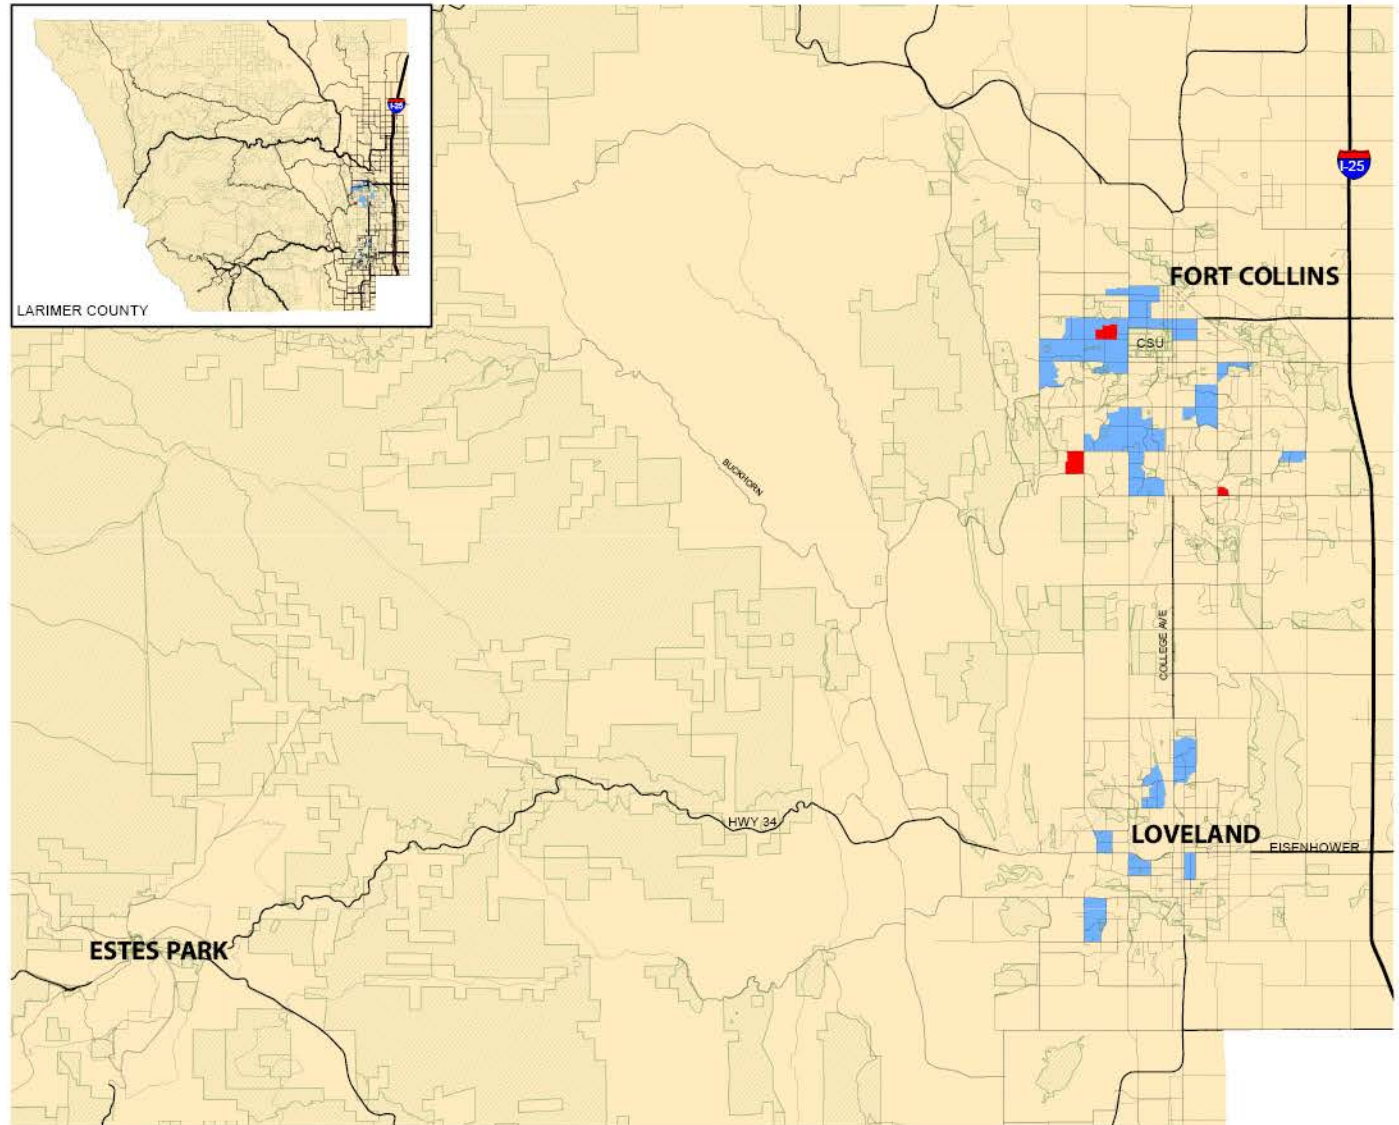 I-25
LARIMER COUNTY
I-25
FORT COLLINS
CSU
BUCKHORN
COLLEGE AVE
HWY 34
LOVELAND
EISENHOWER
ESTES PARK